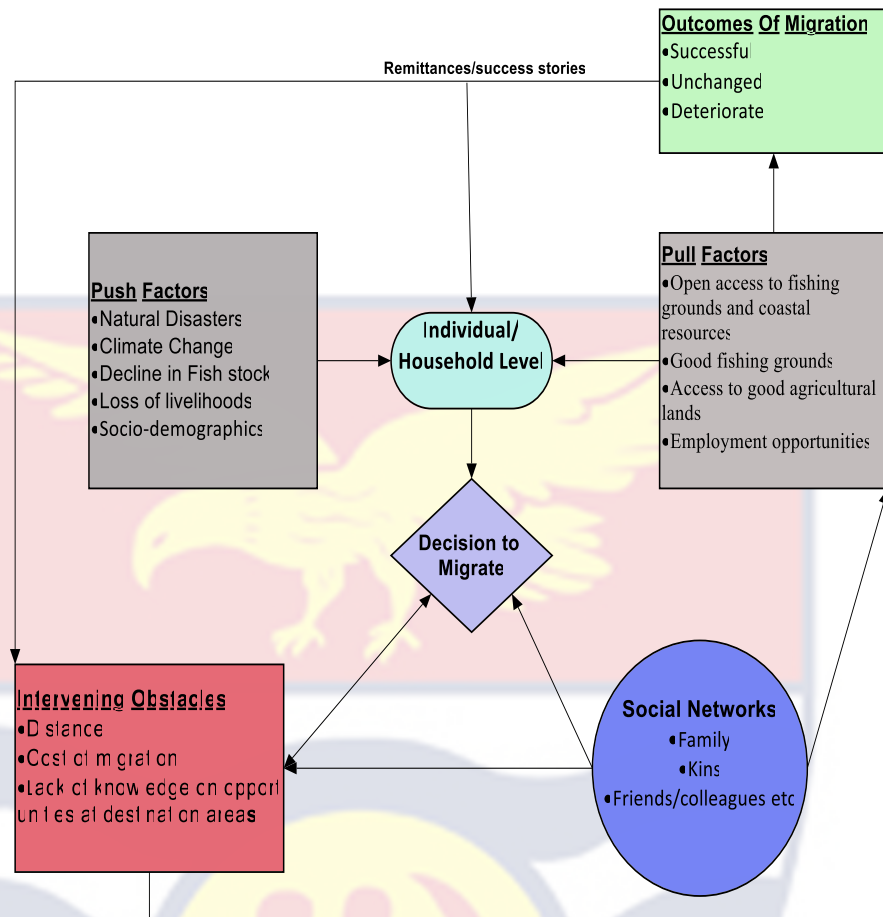 Outcomes Of Migration
•Successful
•Unchanged
•Deteriorate
Remittances/success stories
Push Factors
•Natural Disasters
•Climate Change
•Decline in Fish stock
•Loss of livelihoods
•Socio-demographics
Individual/
Household Level
Pull Factors
•Open access to fishing
grounds and coastal
resources
•Good fishing grounds
•Access to good agricultural
lands
•Employment opportunities
Decision to
Migrate
Intervening Obstacles
•Distance
•Cost of migration
•Lack of knowledge on opport
unities at destination areas
Social Networks
•Family
•Kins
•Friends/colleagues etc